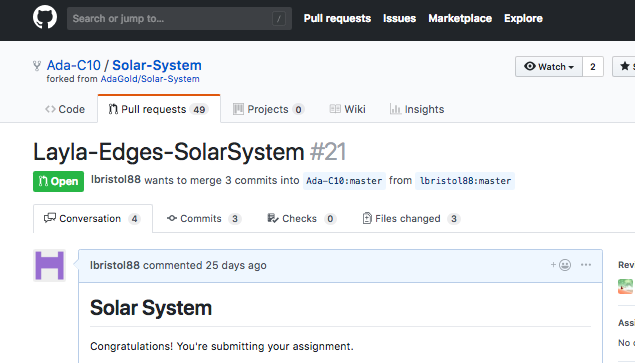 Search or jump to... /
Pull requests Issues Marketplace Explore
Ada-C10 / Solar-System
forked from AdaGold/Solar-System
Watch 2
Code Pull requests 49 Projects 0 Wiki Insights
Layla-Edges-SolarSystem #21
Open lbristol88 wants to merge 3 commits into Ada-C10:master from lbristol88:master
Conversation 4 Commits 3 Checks 0 Files changed 3
lbristol88 commented 25 days ago
Rev
Solar System
Assi
No
Congratulations! You're submitting your assignment.